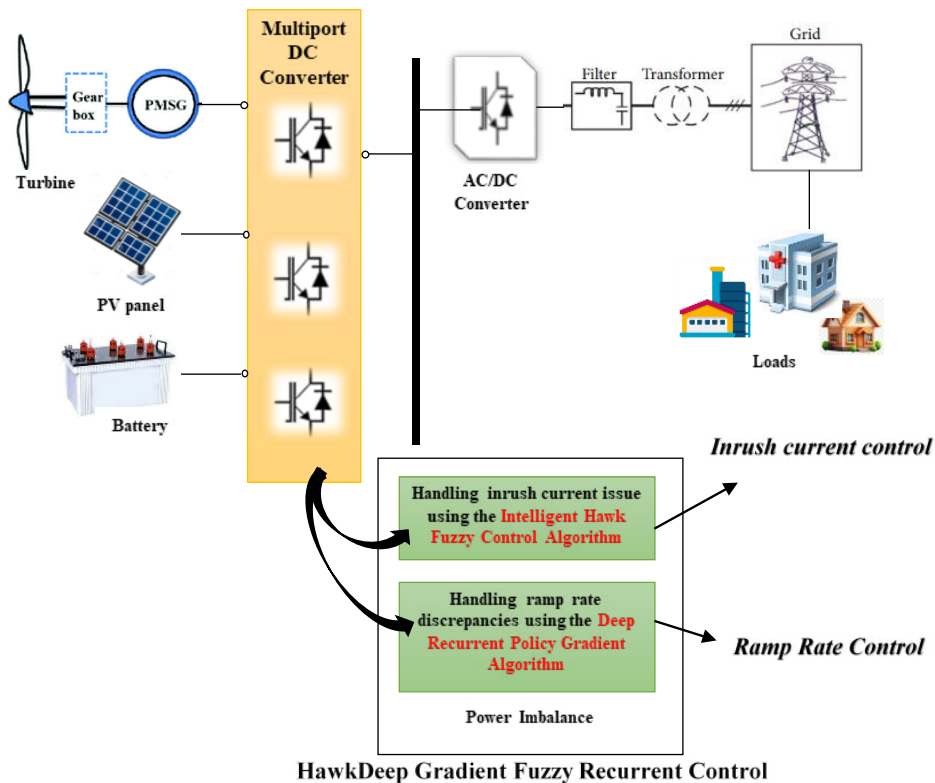 Multiport
DC
Converter
Gear
box
PMSG
Turbine
PV panel
Battery
AC/DC
Converter
Filter
Transformer
Grid
Loads
Handling inrush current issue
using the Intelligent Hawk
Fuzzy Control Algorithm
Inrush current control
Handling ramp rate
discrepancies using the Deep
Recurrent Policy Gradient
Algorithm
Ramp Rate Control
Power Imbalance
HawkDeep Gradient Fuzzy Recurrent Control